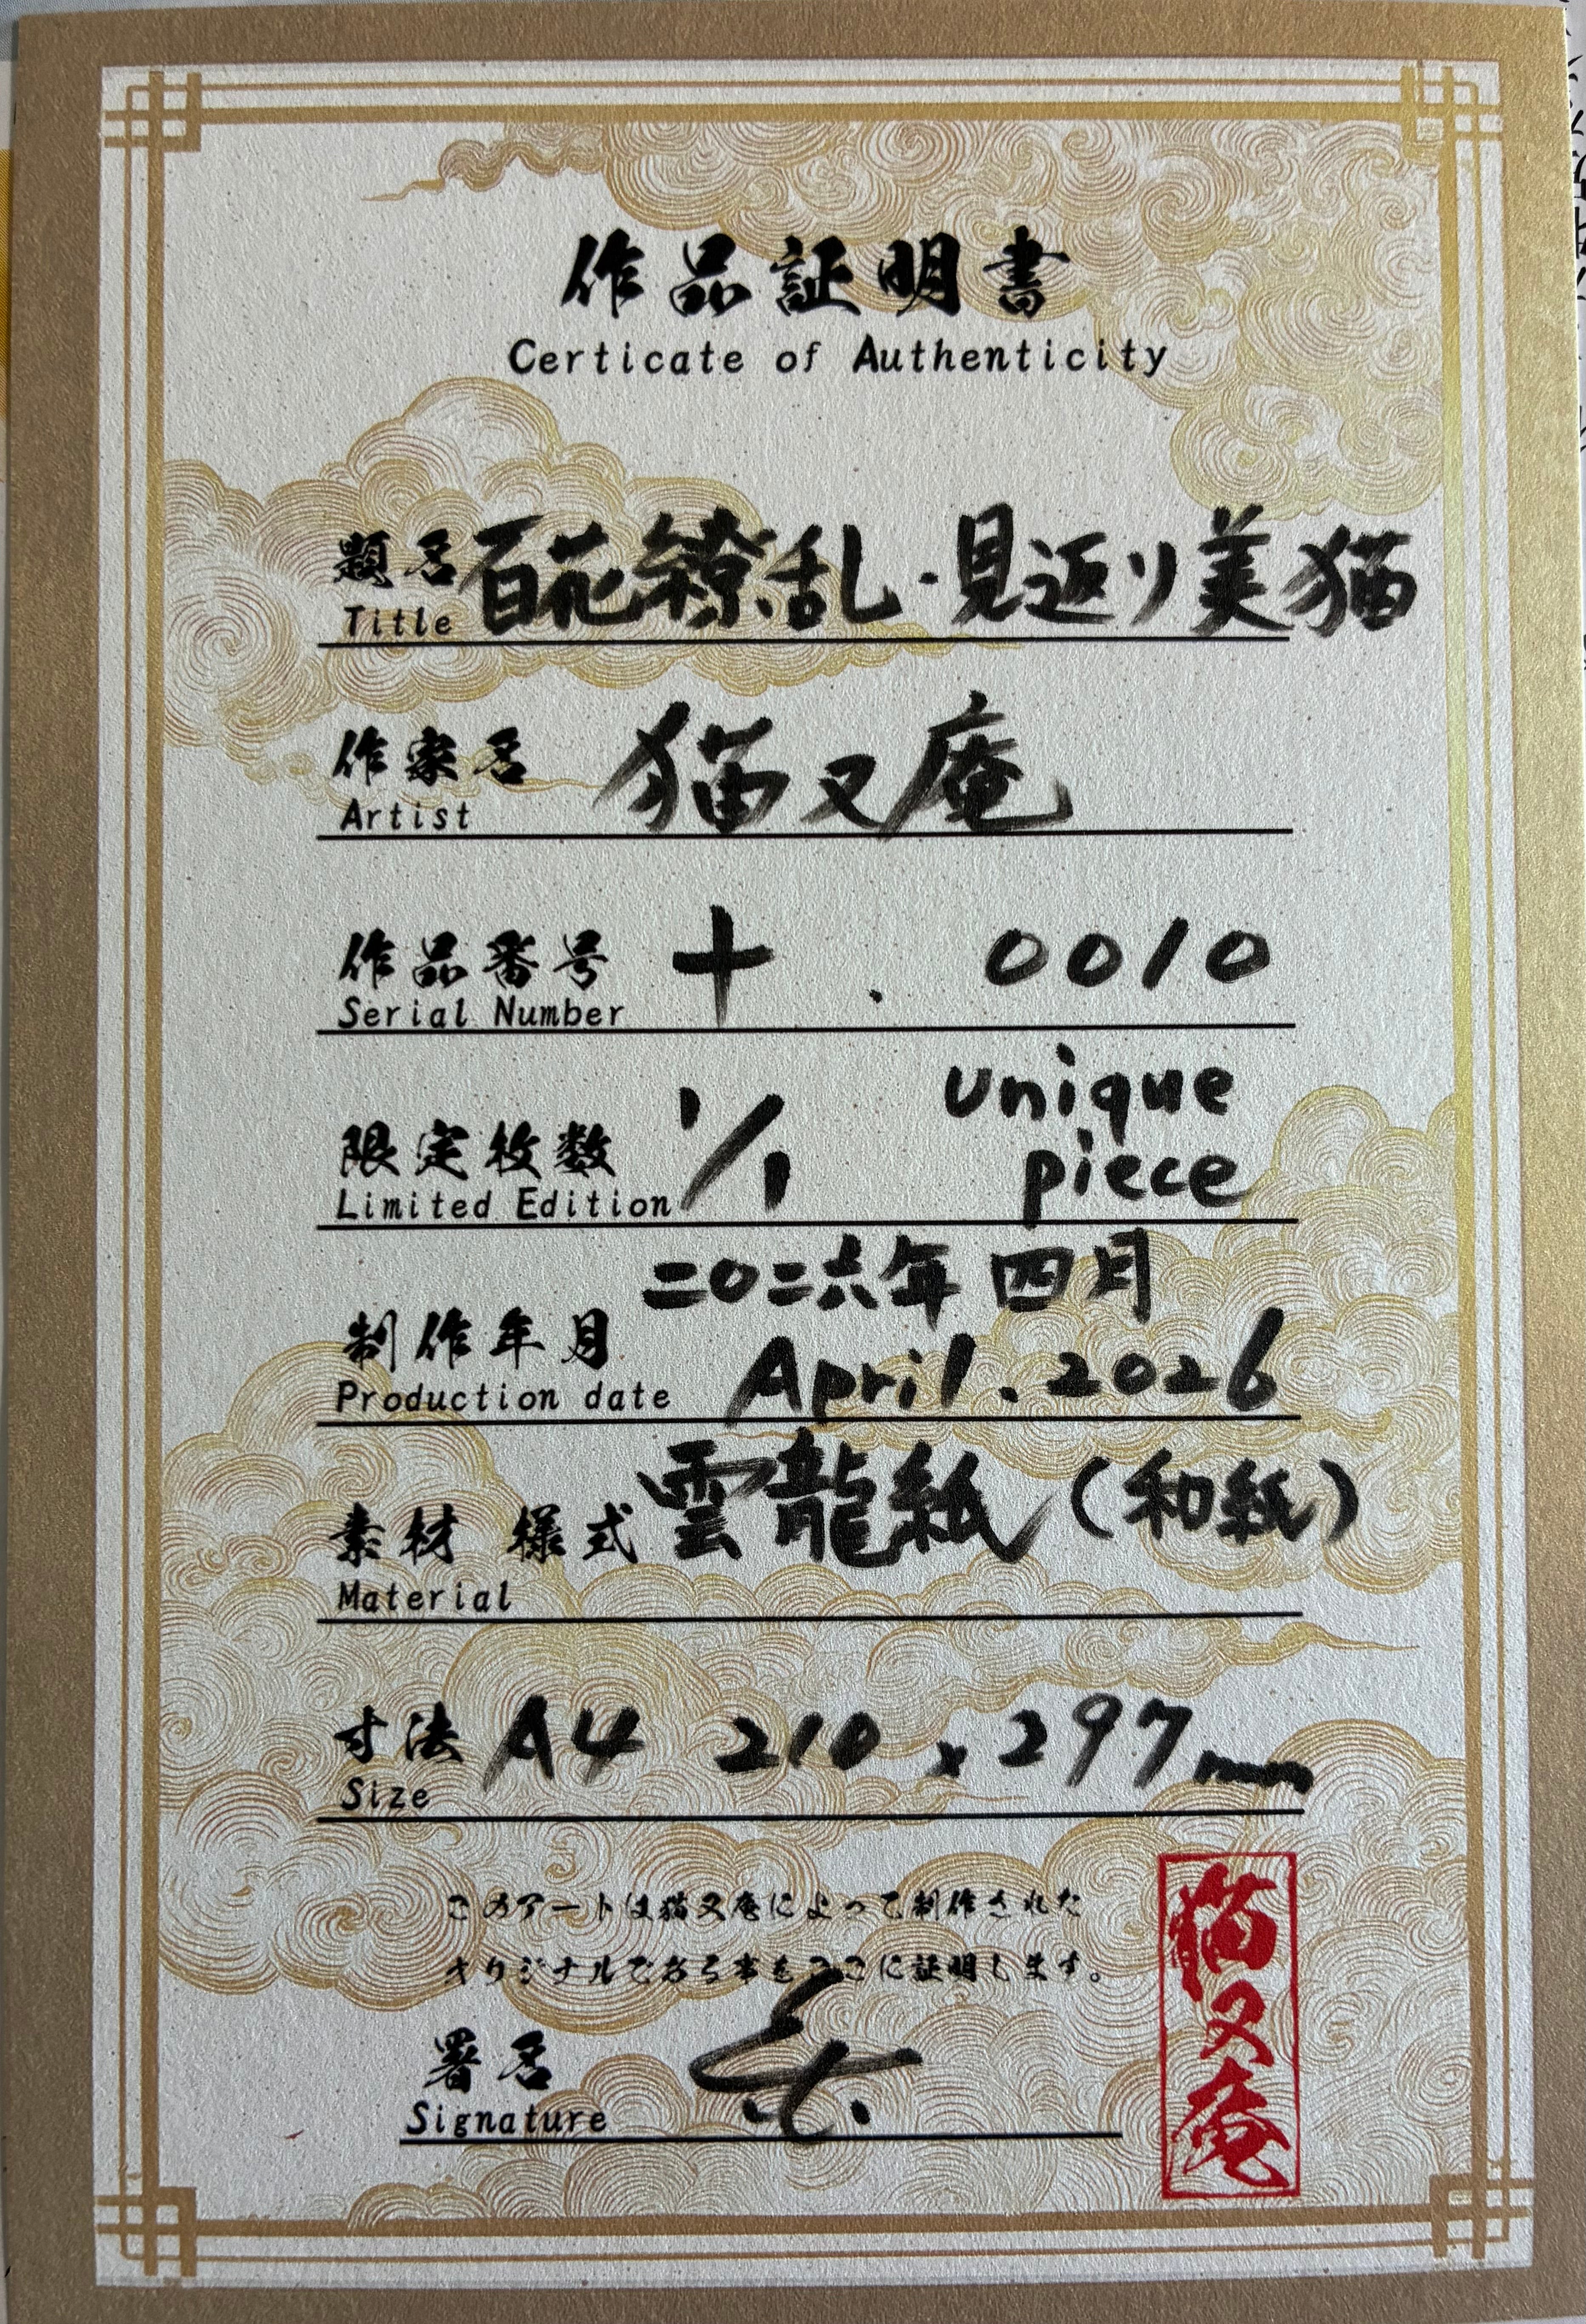 作品証明書
Certicate of Authenticity
題名 百花繚乱・見返り美猫
Title
作家名 猫又庵
Artist
作品番号 十 . 0010
Serial Number
限定枚数 1/1 unique piece
Limited Edition
二〇二六年 四月
制作年月 April. 2026
Production date
素材 様式 雲龍紙(和紙)
Material
寸法 A4 210 x 297mm
Size
このアートは猫又庵によって制作された
オリジナルである事をここに証明します。
署名
Signature
猫又庵